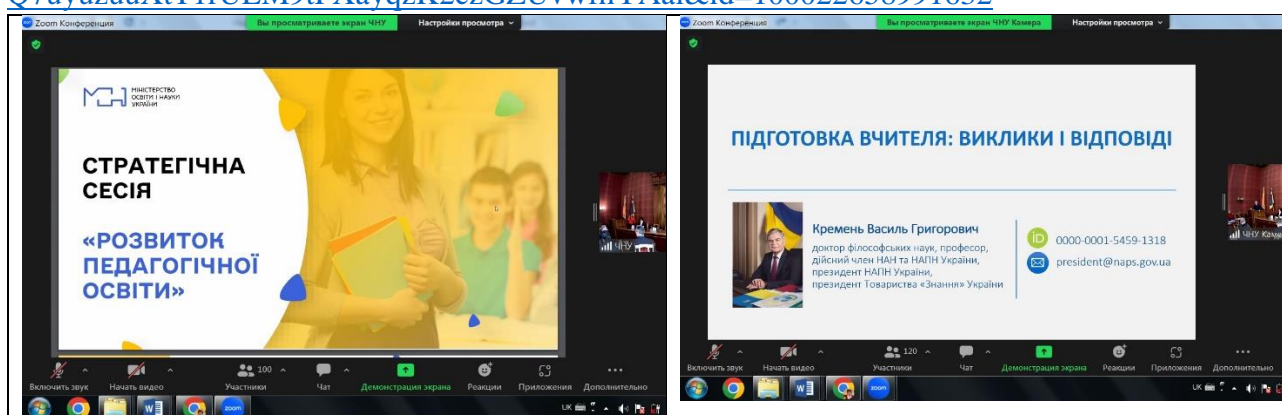 Zoom Конференция
Вы просматриваете экран ЧНУ
Настройки просмотра
МІНІСТЕРСТВО
ОСВІТИ І НАУКИ
УКРАЇНИ
СТРАТЕГІЧНА
СЕСІЯ
«РОЗВИТОК
ПЕДАГОГІЧНОЇ
ОСВІТИ»
ЧНУ
Включить звук
Начать видео
100
Участники
Чат
Демонстрация экрана
Реакции
Приложения
Дополнительно
zoom
UK
Zoom Конференция
Вы просматриваете экран ЧНУ Камера
Настройки просмотра
ПІДГОТОВКА ВЧИТЕЛЯ: ВИКЛИКИ І ВІДПОВІДІ
Кремень Василь Григорович
доктор філософських наук, професор,
дійсний член НАН та НАПН України,
президент НАПН України,
президент Товариства «Знання» України
iD 0000-0001-5459-1318
president@naps.gov.ua
ЧНУ
Включить звук
Начать видео
120
Участники
Чат
Демонстрация экрана
Реакции
Приложения
Дополнительно
zoom
UK